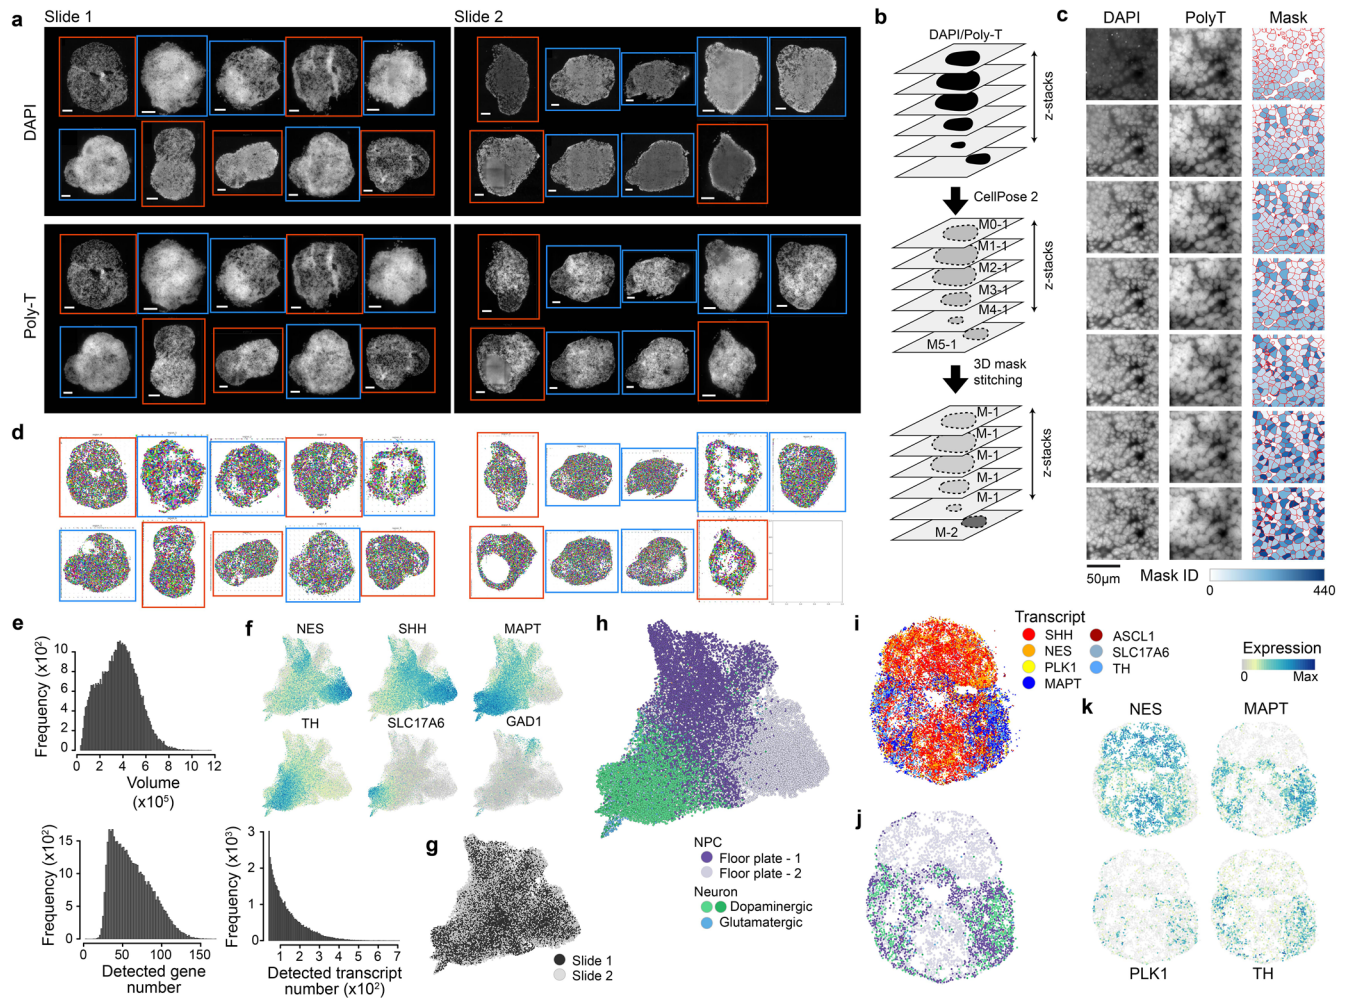 a
Slide 1
Slide 2
DAPI
Poly-T
b
DAPI/Poly-T
z-stacks
CellPose 2
M0-1
M1-1
M2-1
M3-1
M4-1
M5-1
z-stacks
3D mask
stitching
M-1
M-1
M-1
M-1
M-1
M-2
z-stacks
c
DAPI
PolyT
Mask
50µm
Mask ID
0
440
d
e
Frequency (x10²)
10
8
6
4
2
0
0 2 4 6 8 10 12
Volume
(x10⁵)
Frequency (x10²)
15
10
5
0
0 50 100 150
Detected gene
number
Frequency (x10³)
3
2
1
0
1 2 3 4 5 6 7
Detected transcript
number (x10²)
f
NES
SHH
MAPT
TH
SLC17A6
GAD1
g
Slide 1
Slide 2
h
NPC
Floor plate - 1
Floor plate - 2
Neuron
Dopaminergic
Glutamatergic
i
Transcript
SHH
NES
PLK1
MAPT
ASCL1
SLC17A6
TH
j
Expression
0
Max
k
NES
MAPT
PLK1
TH